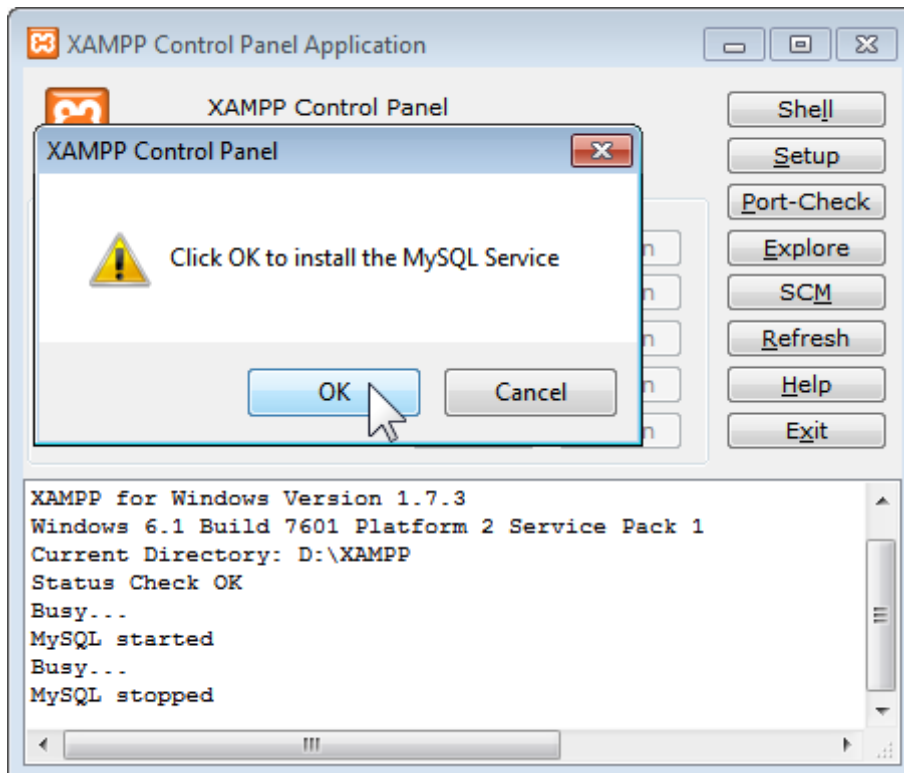 XAMPP Control Panel Application
XAMPP Control Panel
Shell
Setup
Port-Check
Explore
SCM
Refresh
Help
Exit
XAMPP Control Panel
Click OK to install the MySQL Service
OK
Cancel
XAMPP for Windows Version 1.7.3
Windows 6.1 Build 7601 Platform 2 Service Pack 1
Current Directory: D:\XAMPP
Status Check OK
Busy...
MySQL started
Busy...
MySQL stopped